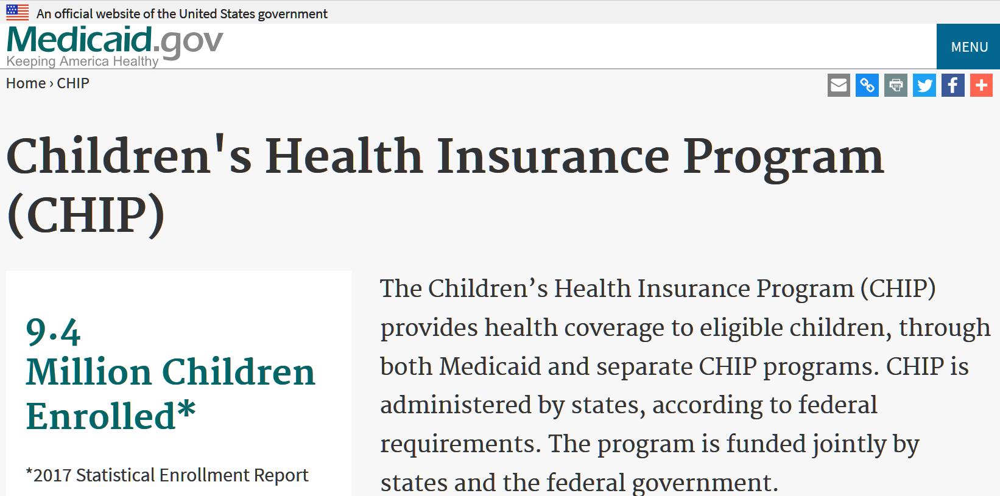 An official website of the United States government
Medicaid.gov
Keeping America Healthy
MENU
Home › CHIP
Children's Health Insurance Program
(CHIP)
9.4
Million Children
Enrolled*
*2017 Statistical Enrollment Report
The Children’s Health Insurance Program (CHIP)
provides health coverage to eligible children, through
both Medicaid and separate CHIP programs. CHIP is
administered by states, according to federal
requirements. The program is funded jointly by
states and the federal government.